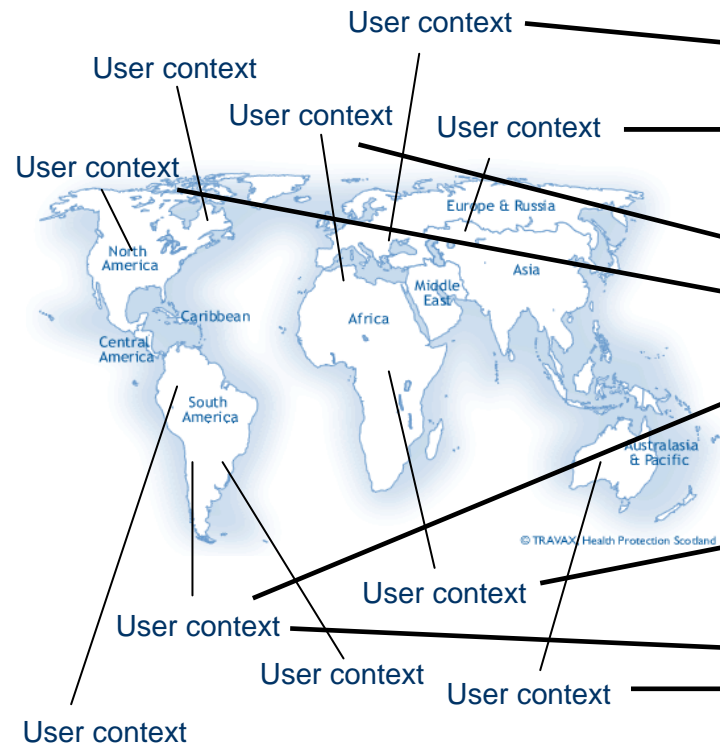 User context
User context
User context
User context
User context
Europe & Russia
North
America
Asia
Middle
East
Caribbean
Africa
Central
America
South
America
Australasia
& Pacific
© TRAVAX, Health Protection Scotland
User context
User context
User context
User context
User context